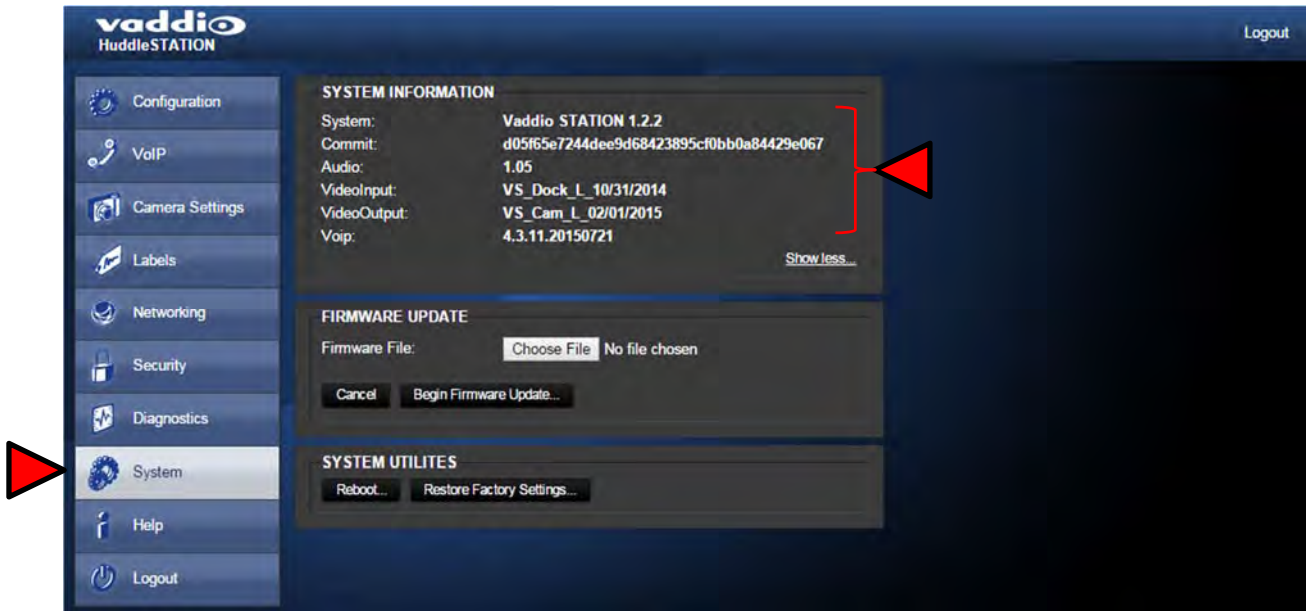 vaddio
HuddleSTATION
Logout
Configuration
VoIP
Camera Settings
Labels
Networking
Security
Diagnostics
System
Help
Logout
SYSTEM INFORMATION
System: Vaddio STATION 1.2.2
Commit: d05f65e7244dee9d68423895cf0bb0a84429e067
Audio: 1.05
VideoInput: VS_Dock_L_10/31/2014
VideoOutput: VS_Cam_L_02/01/2015
Voip: 4.3.11.20150721
Show less...
FIRMWARE UPDATE
Firmware File: Choose File No file chosen
Cancel Begin Firmware Update...
SYSTEM UTILITES
Reboot... Restore Factory Settings...